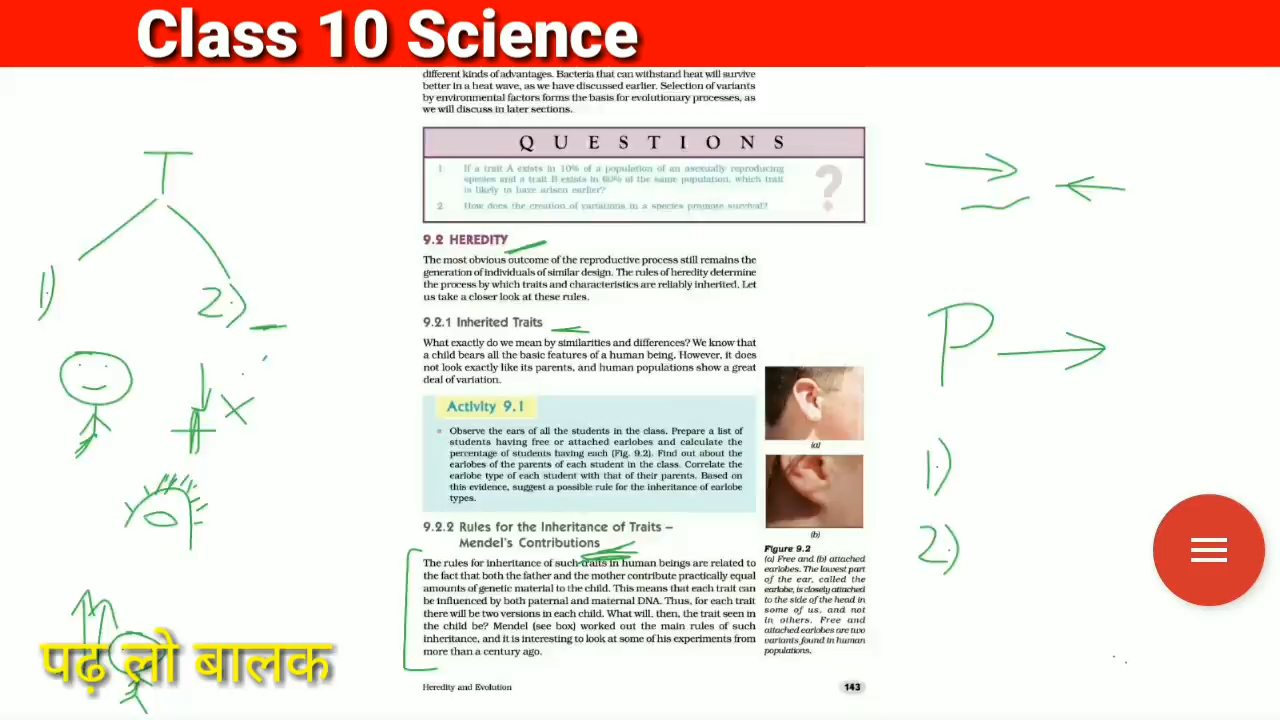 Class 10 Science
different kinds of advantages. Bacteria that can withstand heat will survive
better in a heat wave, as we have discussed earlier. Selection of variants
by environmental factors forms the basis for evolutionary processes, as
we will discuss in later sections.
QUESTIONS
1 If a trait A exists in 10% of a population of an asexually reproducing
species and a trait B exists in 60% of the same population, which trait
is likely to have arisen earlier?
2 How does the creation of variations in a species promote survival?
?
9.2 HEREDITY
The most obvious outcome of the reproductive process still remains the
generation of individuals of similar design. The rules of heredity determine
the process by which traits and characteristics are reliably inherited. Let
us take a closer look at these rules.
9.2.1 Inherited Traits
What exactly do we mean by similarities and differences? We know that
a child bears all the basic features of a human being. However, it does
not look exactly like its parents, and human populations show a great
deal of variation.
Activity 9.1
Observe the ears of all the students in the class. Prepare a list of
students having free or attached earlobes and calculate the
percentage of students having each (Fig. 9.2). Find out about the
earlobes of the parents of each student in the class. Correlate the
earlobe type of each student with that of their parents. Based on
this evidence, suggest a possible rule for the inheritance of earlobe
types.
(a)
(b)
Figure 9.2
(a) Free and (b) attached
earlobes. The lowest part
of the ear, called the
earlobe, is closely attached
to the side of the head in
some of us, and not
in others. Free and
attached earlobes are two
variants found in human
populations.
9.2.2 Rules for the Inheritance of Traits –
Mendel's Contributions
The rules for inheritance of such traits in human beings are related to
the fact that both the father and the mother contribute practically equal
amounts of genetic material to the child. This means that each trait can
be influenced by both paternal and maternal DNA. Thus, for each trait
there will be two versions in each child. What will, then, the trait seen in
the child be? Mendel (see box) worked out the main rules of such
inheritance, and it is interesting to look at some of his experiments from
more than a century ago.
Heredity and Evolution
143
T
1)
2)
P
1)
2)
पढ़ लो बालक